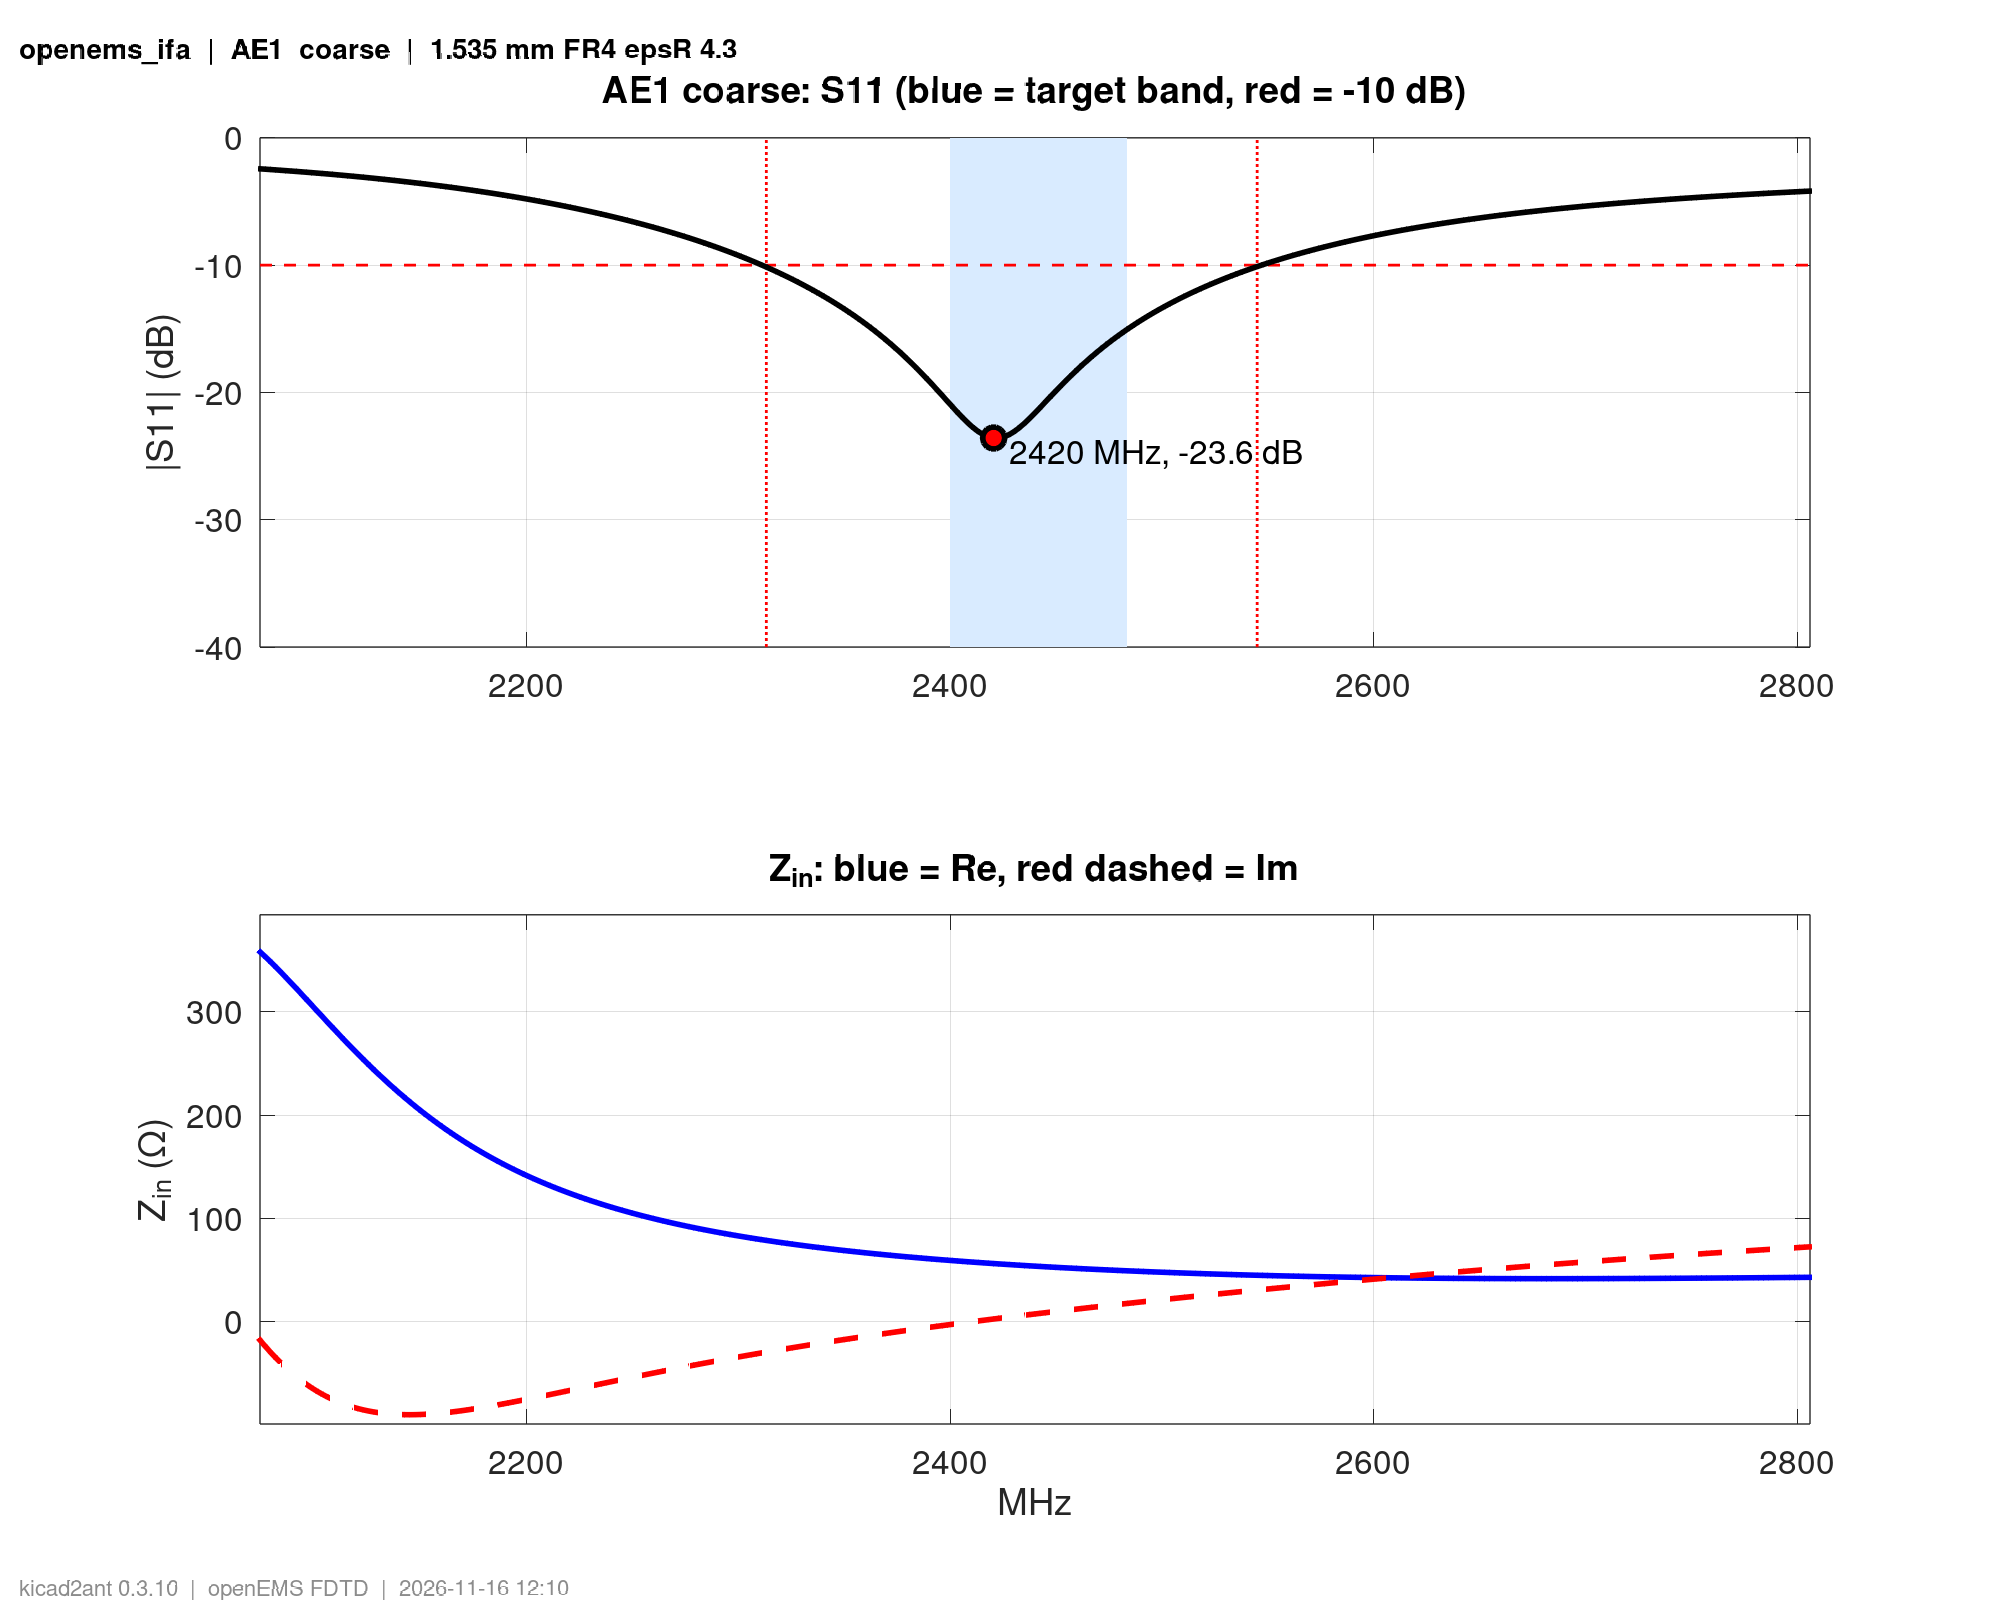 openems_ifa | AE1 coarse | 1.535 mm FR4 epsR 4.3
AE1 coarse: S11 (blue = target band, red = -10 dB)
0
-10
-20
-30
-40
|S11| (dB)
2420 MHz, -23.6 dB
2200 2400 2600 2800
Zin: blue = Re, red dashed = Im
300
200
100
0
Zin (Ω)
2200 2400 2600 2800
MHz
kicad2ant 0.3.10 | openEMS FDTD | 2026-11-16 12:10